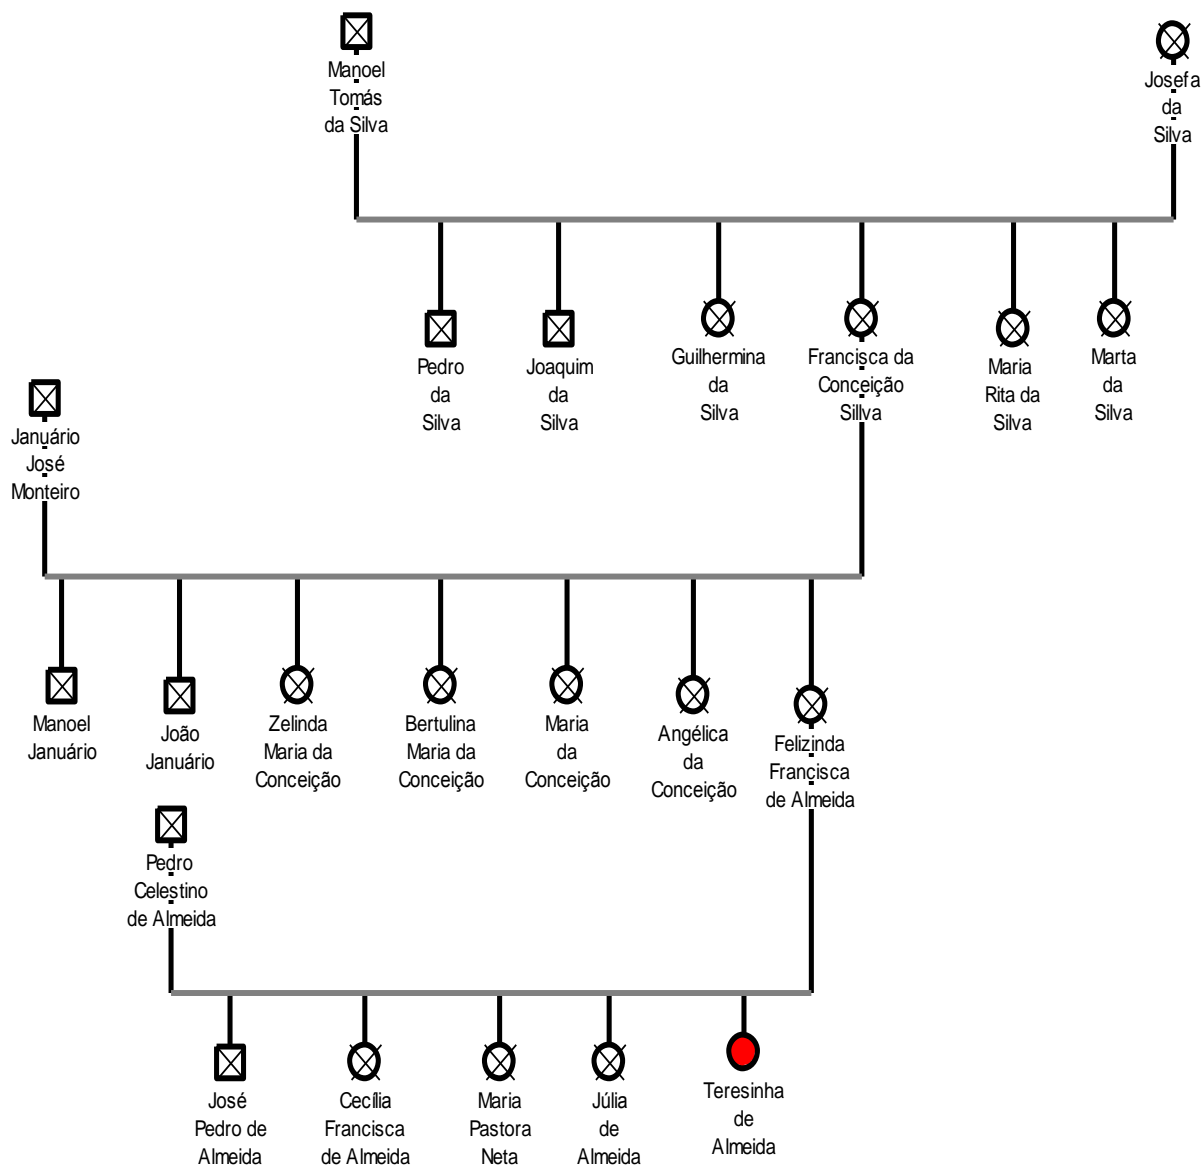 Manoel
Tomás
da Silva
Josefa
da
Silva
Pedro
da
Silva
Joaquim
da
Silva
Guilhermina
da
Silva
Francisca da
Conceição
Sillva
Maria
Rita da
Silva
Marta
da
Silva
Januário
José
Monteiro
Manoel
Januário
João
Januário
Zelinda
Maria da
Conceição
Bertulina
Maria da
Conceição
Maria
da
Conceição
Angélica
da
Conceição
Felizinda
Francisca
de Almeida
Pedro
Celestino
de Almeida
José
Pedro de
Almeida
Cecília
Francisca
de Almeida
Maria
Pastora
Neta
Júlia
de
Almeida
Teresinha
de
Almeida